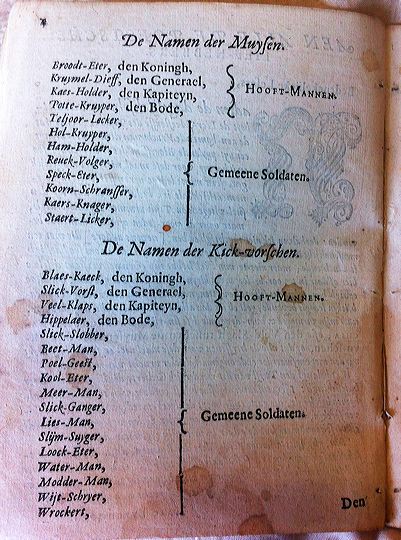 De Namen der Muyſen.
Broodt-Eter, den Koningh,
Kruymel-Dieff, den Generael,
Kaes-Holder, den Kapiteyn,
Potte-Kruyper, den Bode,
HOOFT-MANNEN.
Teljoor-Lecker,
Hol-Kruyper,
Ham-Holder,
Reuck-Volger,
Speck-Eter,
Koorn-Schranſſer,
Kaers-Knager,
Staert-Licker,
Gemeene Soldaten.
De Namen der Kick-vorſchen.
Blaes-Kaeck, den Koningh,
Slick-Vorſt, den Generael,
Veel-Klaps, den Kapiteyn,
Hippelaer, den Bode,
HOOFT-MANNEN.
Slick-Slobber,
Beet-Man,
Poel-Geeſt,
Kool-Eter,
Meer-Man,
Slick-Ganger,
Lies-Man,
Slijm-Suyger,
Loock-Eter,
Water-Man,
Modder-Man,
Wijt-Schryer,
Wrockert,
Gemeene Soldaten.
Den